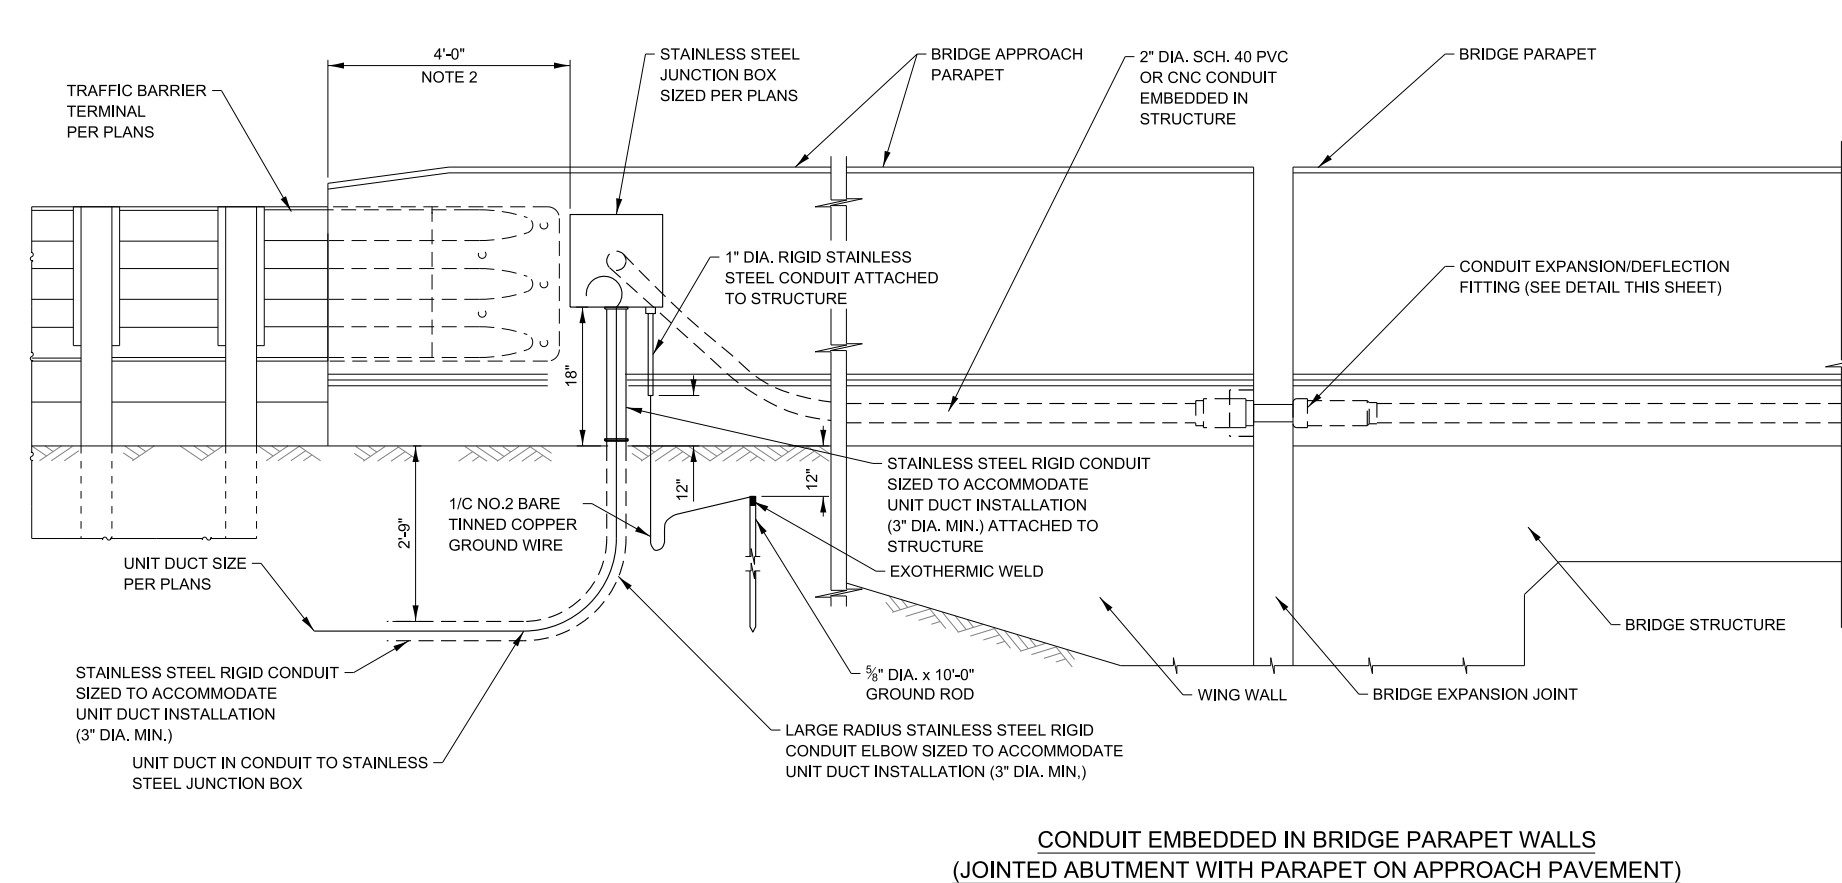 4'-0"
NOTE 2
TRAFFIC BARRIER
TERMINAL
PER PLANS
STAINLESS STEEL
JUNCTION BOX
SIZED PER PLANS
BRIDGE APPROACH
PARAPET
2" DIA. SCH. 40 PVC
OR CNC CONDUIT
EMBEDDED IN
STRUCTURE
BRIDGE PARAPET
1" DIA. RIGID STAINLESS
STEEL CONDUIT ATTACHED
TO STRUCTURE
CONDUIT EXPANSION/DEFLECTION
FITTING (SEE DETAIL THIS SHEET)
18"
2'-9"
12"
12"
1/C NO.2 BARE
TINNED COPPER
GROUND WIRE
STAINLESS STEEL RIGID CONDUIT
SIZED TO ACCOMMODATE
UNIT DUCT INSTALLATION
(3" DIA. MIN.) ATTACHED TO
STRUCTURE
EXOTHERMIC WELD
UNIT DUCT SIZE
PER PLANS
STAINLESS STEEL RIGID CONDUIT
SIZED TO ACCOMMODATE
UNIT DUCT INSTALLATION
(3" DIA. MIN.)
UNIT DUCT IN CONDUIT TO STAINLESS
STEEL JUNCTION BOX
⅝" DIA. x 10'-0"
GROUND ROD
LARGE RADIUS STAINLESS STEEL RIGID
CONDUIT ELBOW SIZED TO ACCOMMODATE
UNIT DUCT INSTALLATION (3" DIA. MIN,)
WING WALL
BRIDGE EXPANSION JOINT
BRIDGE STRUCTURE
CONDUIT EMBEDDED IN BRIDGE PARAPET WALLS
(JOINTED ABUTMENT WITH PARAPET ON APPROACH PAVEMENT)